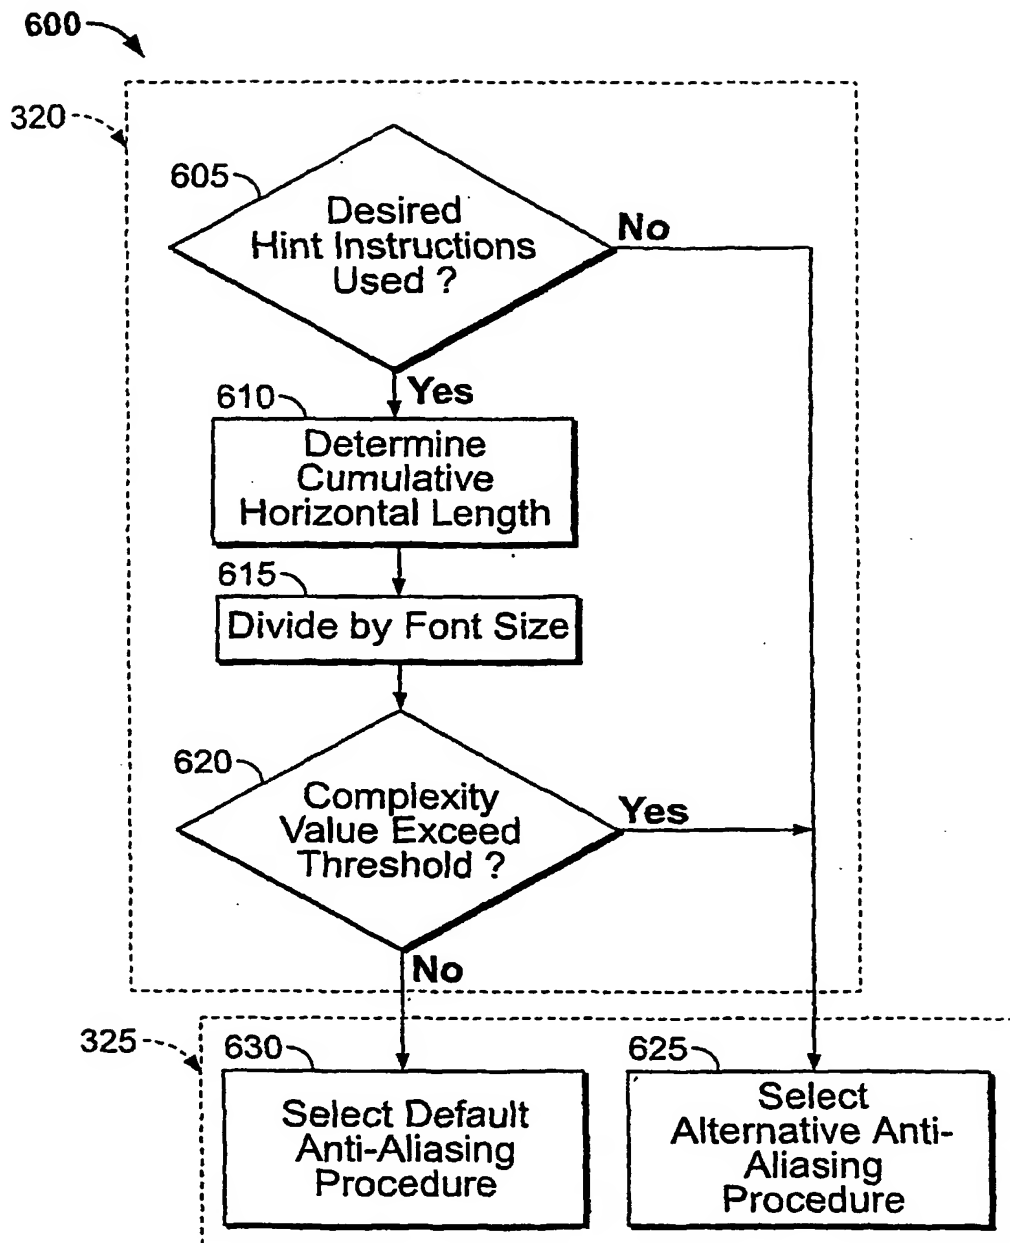 600
320
605
Desired
Hint Instructions
Used ?
No
Yes
610
Determine
Cumulative
Horizontal Length
615
Divide by Font Size
620
Complexity
Value Exceed
Threshold ?
Yes
No
325
630
Select Default
Anti-Aliasing
Procedure
625
Select
Alternative Anti-
Aliasing
Procedure